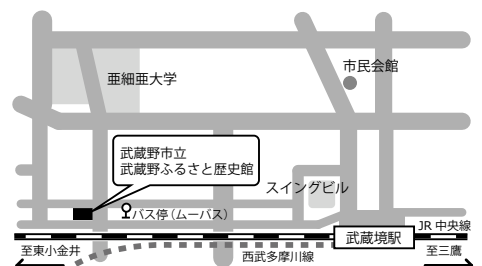 市民会館
亜細亜大学
武蔵野市立
武蔵野ふるさと歴史館
スイングビル
バス停（ムーバス）
JR 中央線
武蔵境駅
至東小金井
至三鷹
西武多摩川線